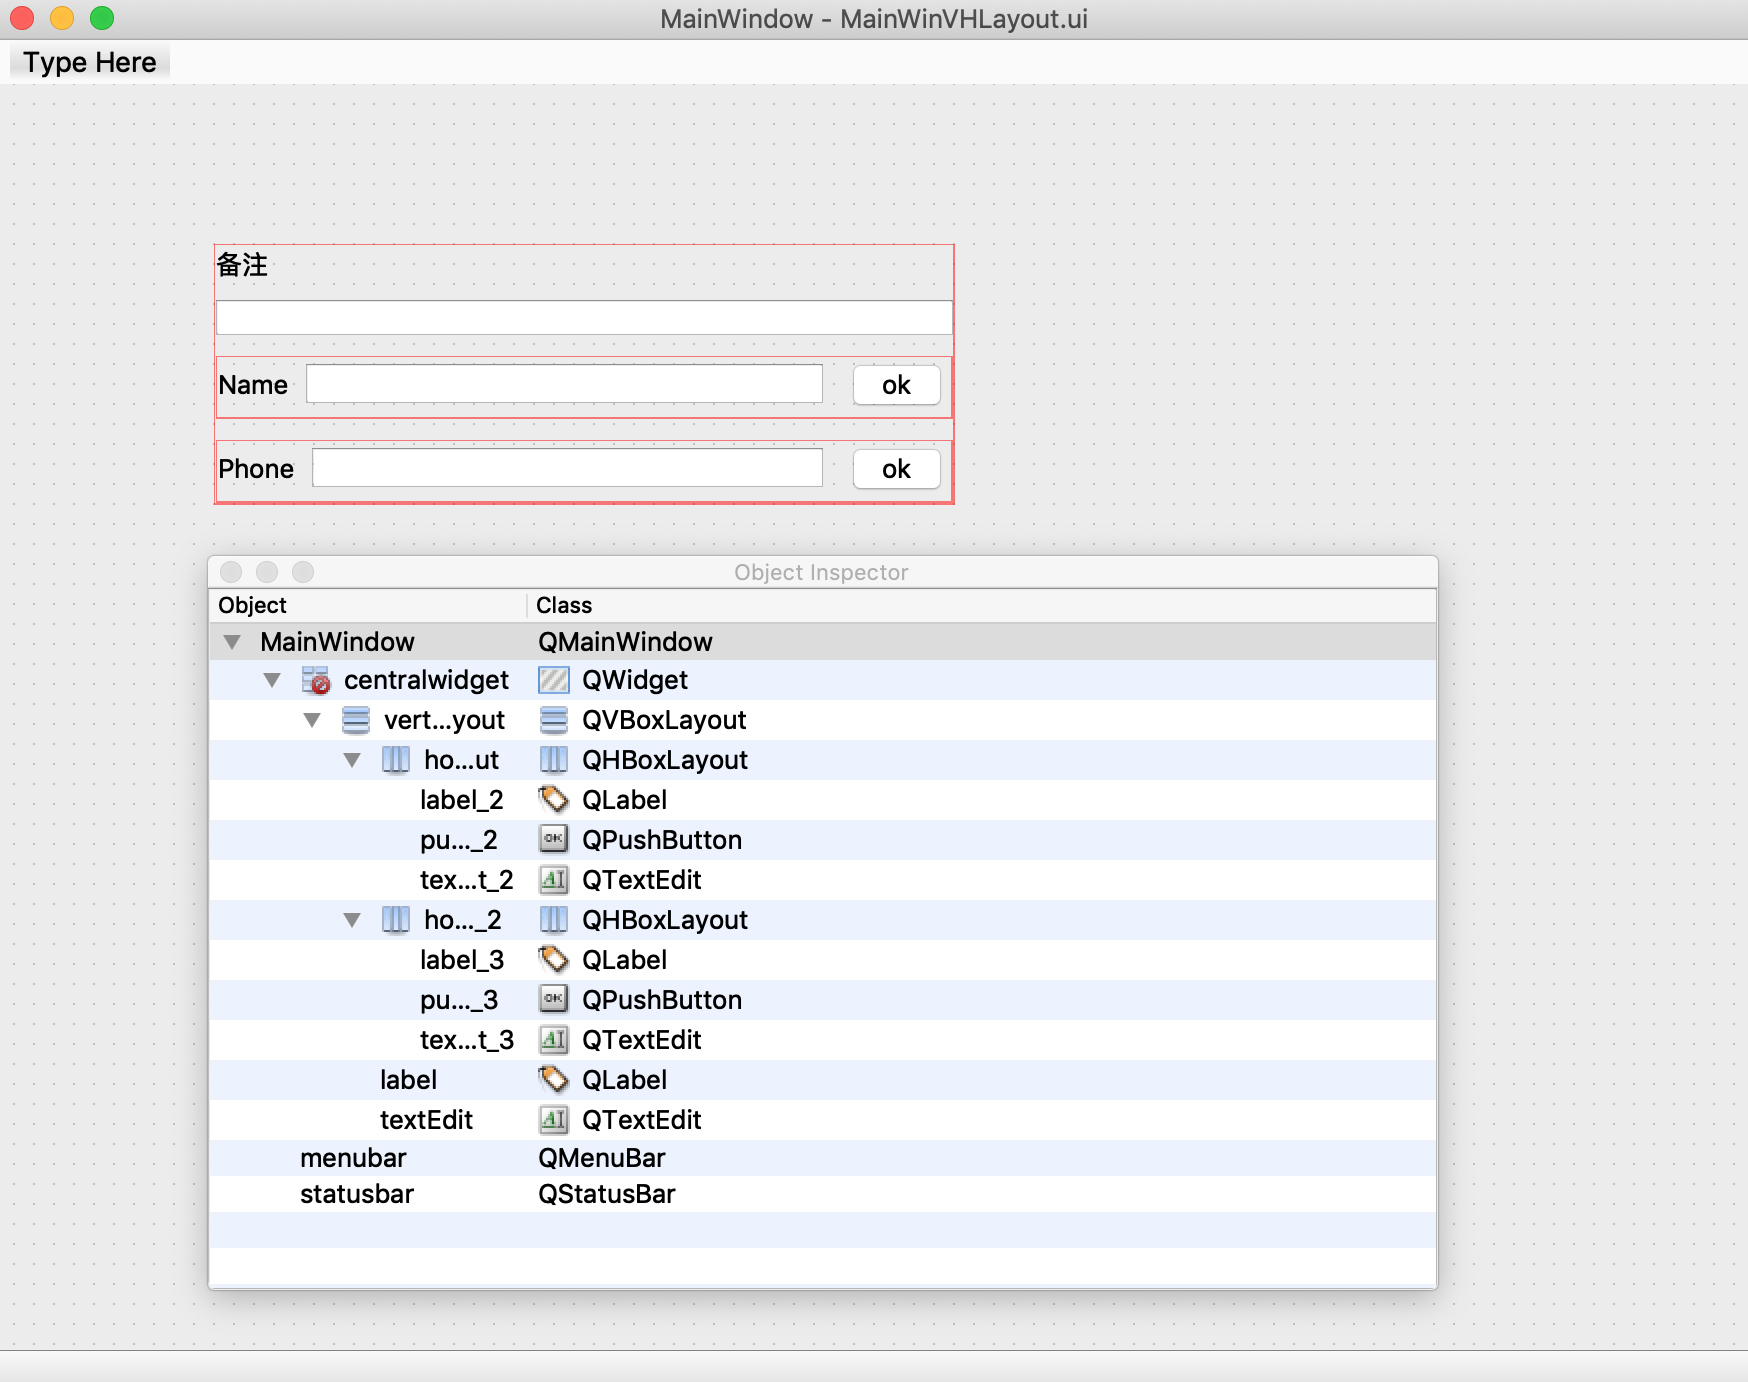 MainWindow - MainWinVHLayout.ui
Type Here
备注
Name ok
Phone ok
Object Inspector
Object Class
MainWindow QMainWindow
centralwidget QWidget
vert...yout QVBoxLayout
ho...ut QHBoxLayout
label_2 QLabel
pu..._2 QPushButton
tex...t_2 QTextEdit
ho..._2 QHBoxLayout
label_3 QLabel
pu..._3 QPushButton
tex...t_3 QTextEdit
label QLabel
textEdit QTextEdit
menubar QMenuBar
statusbar QStatusBar